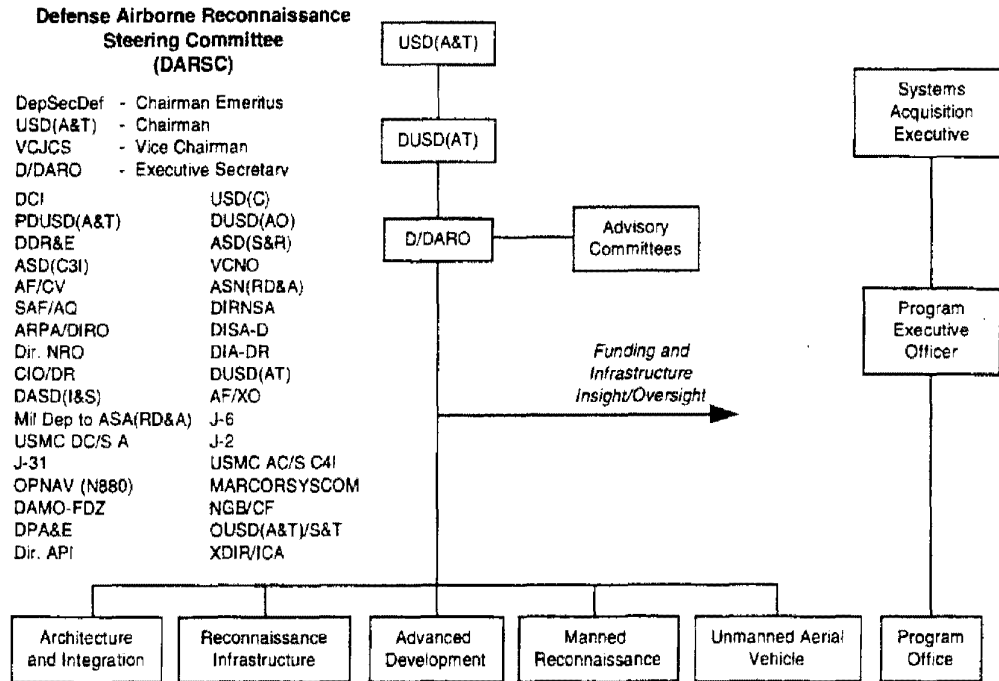 Defense Airborne Reconnaissance
Steering Committee
(DARSC)
DepSecDef - Chairman Emeritus
USD(A&T) - Chairman
VCJCS - Vice Chairman
D/DARO - Executive Secretary
DCI USD(C)
PDUSD(A&T) DUSD(AO)
DDR&E ASD(S&R)
ASD(C3I) VCNO
AF/CV ASN(RD&A)
SAF/AQ DIRNSA
ARPA/DIRO DISA-D
Dir. NRO DIA-DR
CIO/DR DUSD(AT)
DASD(I&S) AF/XO
Mil Dep to ASA(RD&A) J-6
USMC DC/S A J-2
J-31 USMC AC/S C4I
OPNAV (N880) MARCORSYSCOM
DAMO-FDZ NGB/CF
DPA&E OUSD(A&T)/S&T
Dir. API XDIR/ICA
USD(A&T)
DUSD(AT)
D/DARO
Advisory
Committees
Funding and
Infrastructure
Insight/Oversight
Systems
Acquisition
Executive
Program
Executive
Officer
Architecture
and Integration
Reconnaissance
Infrastructure
Advanced
Development
Manned
Reconnaissance
Unmanned Aerial
Vehicle
Program
Office